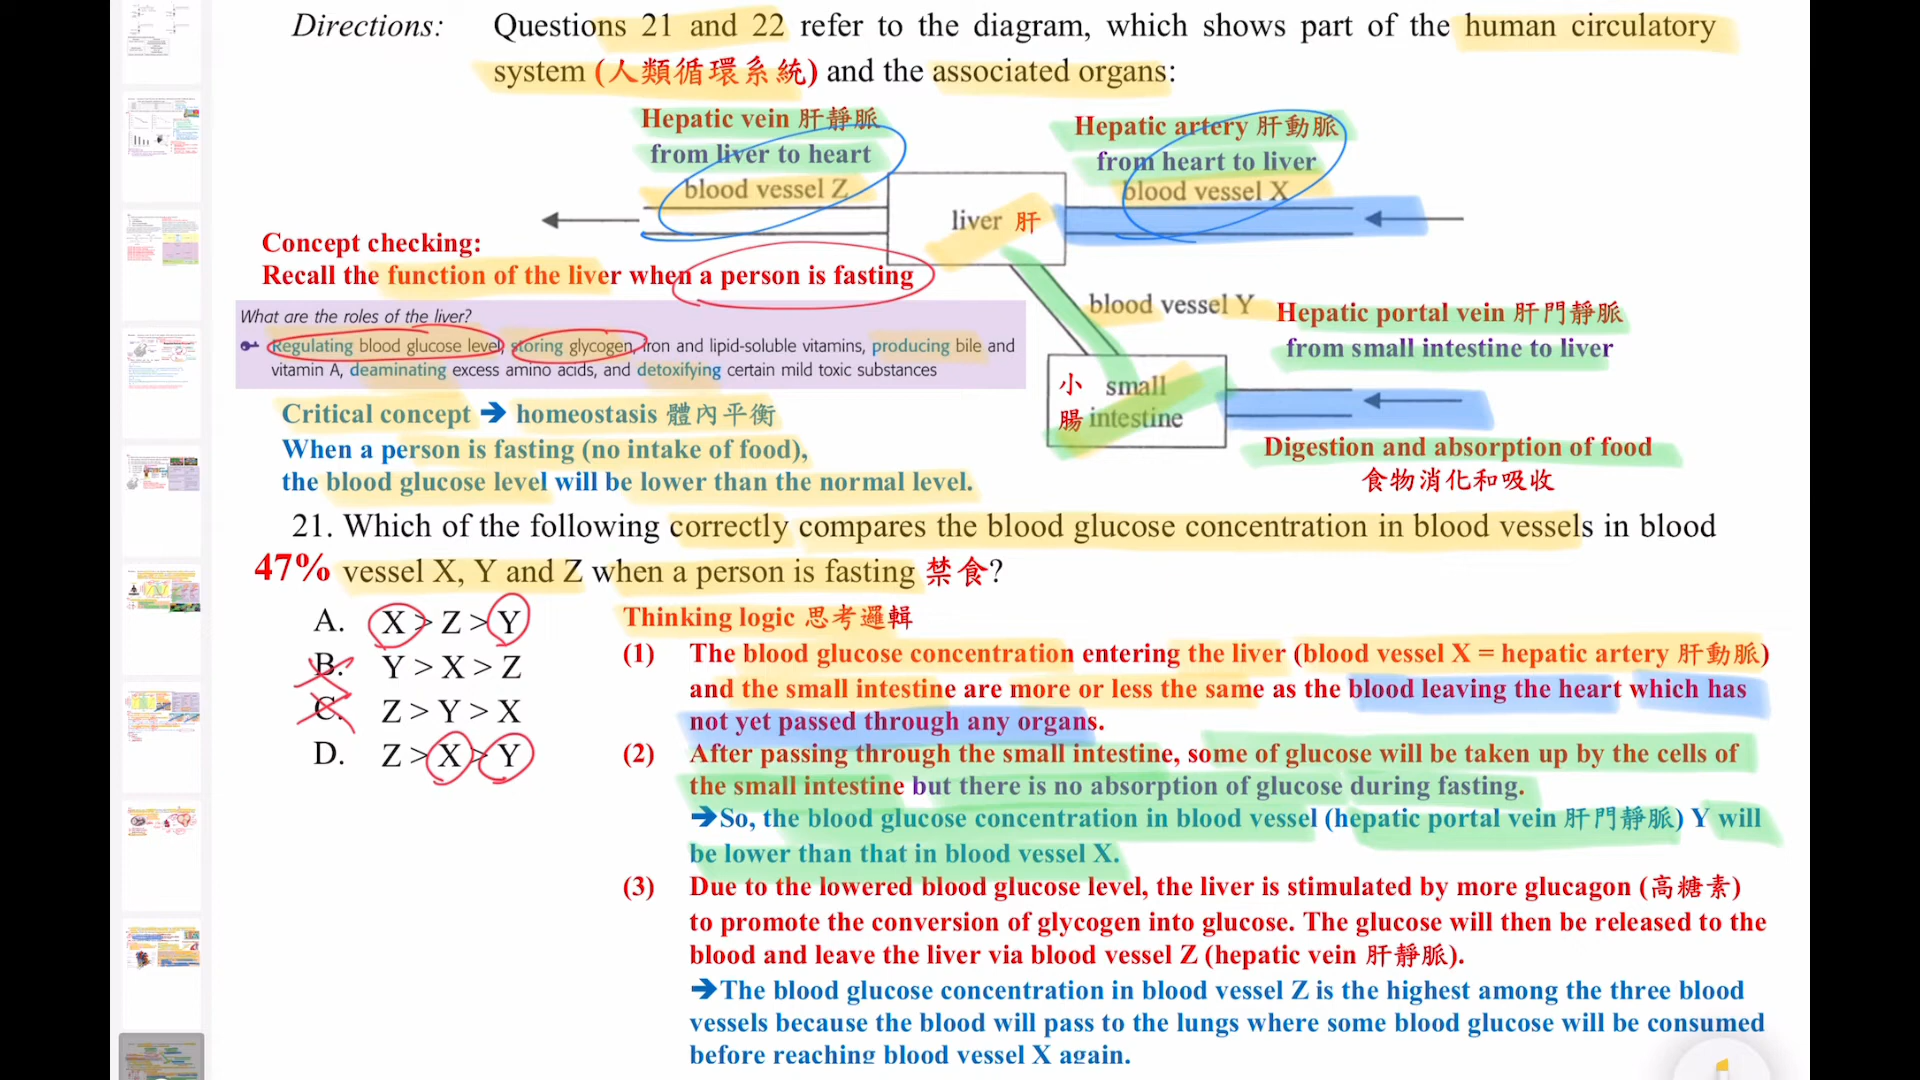 Directions: Questions 21 and 22 refer to the diagram, which shows part of the human circulatory
system (人類循環系統) and the associated organs:
Hepatic vein 肝靜脈
from liver to heart
blood vessel Z
Hepatic artery 肝動脈
from heart to liver
blood vessel X
liver 肝
Concept checking:
Recall the function of the liver when a person is fasting
What are the roles of the liver?
Regulating blood glucose level, storing glycogen, iron and lipid-soluble vitamins, producing bile and
vitamin A, deaminating excess amino acids, and detoxifying certain mild toxic substances
blood vessel Y
Hepatic portal vein 肝門靜脈
from small intestine to liver
小 small
腸 intestine
Digestion and absorption of food
食物消化和吸收
Critical concept ➔ homeostasis 體內平衡
When a person is fasting (no intake of food),
the blood glucose level will be lower than the normal level.
21. Which of the following correctly compares the blood glucose concentration in blood vessels in blood
47% vessel X, Y and Z when a person is fasting 禁食?
A. X > Z > Y
B. Y > X > Z
C. Z > Y > X
D. Z > X > Y
Thinking logic 思考邏輯
(1) The blood glucose concentration entering the liver (blood vessel X = hepatic artery 肝動脈)
and the small intestine are more or less the same as the blood leaving the heart which has
not yet passed through any organs.
(2) After passing through the small intestine, some of glucose will be taken up by the cells of
the small intestine but there is no absorption of glucose during fasting.
➔So, the blood glucose concentration in blood vessel (hepatic portal vein 肝門靜脈) Y will
be lower than that in blood vessel X.
(3) Due to the lowered blood glucose level, the liver is stimulated by more glucagon (高糖素)
to promote the conversion of glycogen into glucose. The glucose will then be released to the
blood and leave the liver via blood vessel Z (hepatic vein 肝靜脈).
➔The blood glucose concentration in blood vessel Z is the highest among the three blood
vessels because the blood will pass to the lungs where some blood glucose will be consumed
before reaching blood vessel X again.